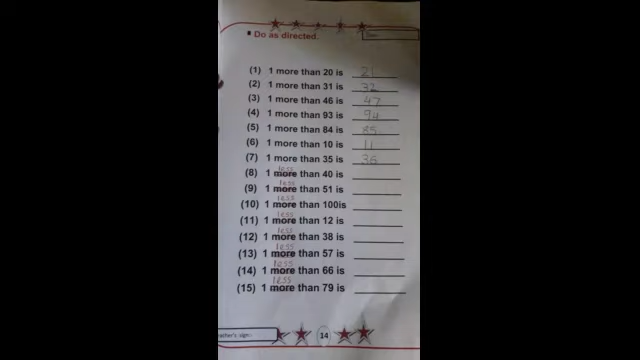 Do as directed.
(1) 1 more than 20 is 21
(2) 1 more than 31 is 32
(3) 1 more than 46 is 47
(4) 1 more than 93 is 94
(5) 1 more than 84 is 85
(6) 1 more than 10 is 11
(7) 1 more than 35 is 36
less
(8) 1 more than 40 is
less
(9) 1 more than 51 is
less
(10) 1 more than 100is
less
(11) 1 more than 12 is
less
(12) 1 more than 38 is
less
(13) 1 more than 57 is
less
(14) 1 more than 66 is
less
(15) 1 more than 79 is
sign
14